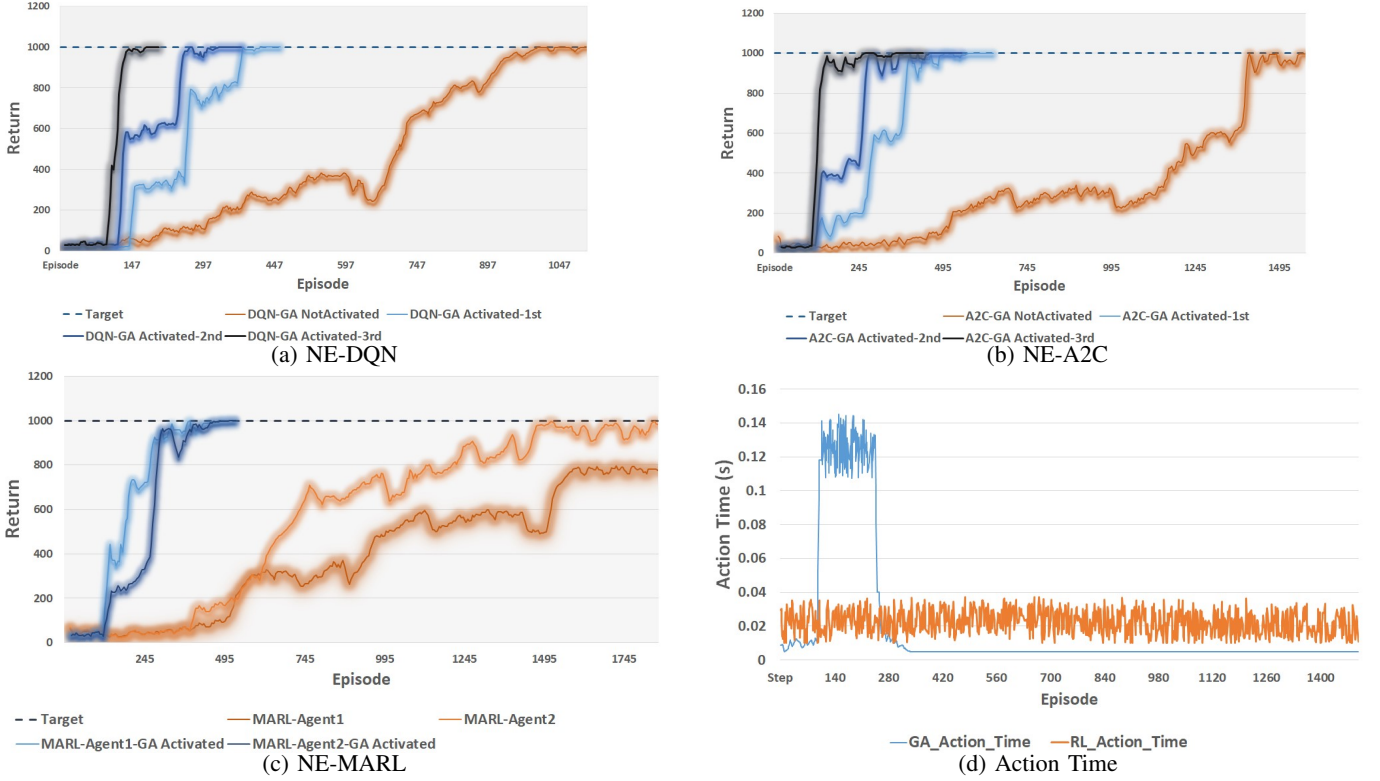 1200
1000
800
600
400
200
0
Return
Episode 147 297 447 597 747 897 1047
Episode
Target DQN-GA NotActivated DQN-GA Activated-1st
DQN-GA Activated-2nd DQN-GA Activated-3rd
(a) NE-DQN
1200
1000
800
600
400
200
0
Return
Episode 245 495 745 995 1245 1495
Episode
Target A2C-GA NotActivated A2C-GA Activated-1st
A2C-GA Activated-2nd A2C-GA Activated-3rd
(b) NE-A2C
1200
1000
800
600
400
200
0
Return
245 495 745 995 1245 1495 1745
Episode
Target MARL-Agent1 MARL-Agent2
MARL-Agent1-GA Activated MARL-Agent2-GA Activated
(c) NE-MARL
0.16
0.14
0.12
0.1
0.08
0.06
0.04
0.02
0
Action Time (s)
Step 140 280 420 560 700 840 980 1120 1260 1400
Episode
GA_Action_Time RL_Action_Time
(d) Action Time